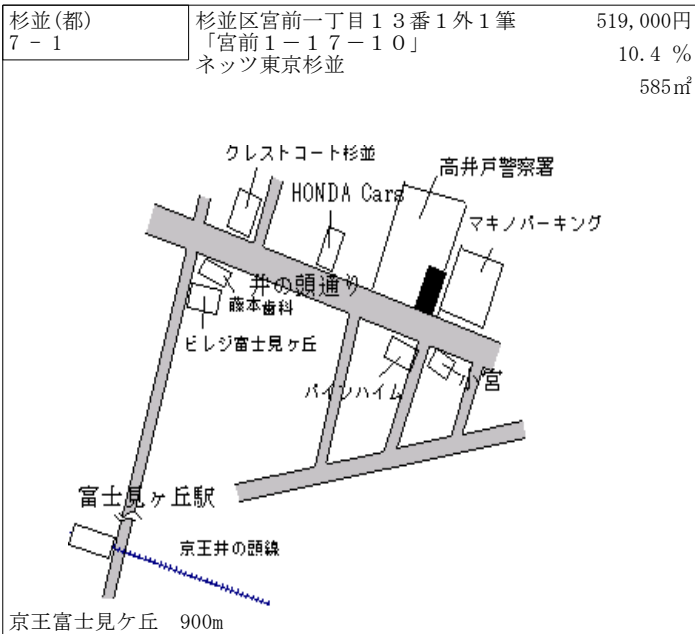 杉並(都)
7 - 1
杉並区宮前一丁目１３番１外１筆
「宮前１－１７－１０」
ネッツ東京杉並
519,000円
10.4 %
585㎡
クレストコート杉並
高井戸警察署
HONDA Cars
マキノパーキング
井の頭通り
藤本歯科
ビレジ富士見ヶ丘
パインハイム
小宮
富士見ヶ丘駅
京王井の頭線
京王富士見ケ丘　900m